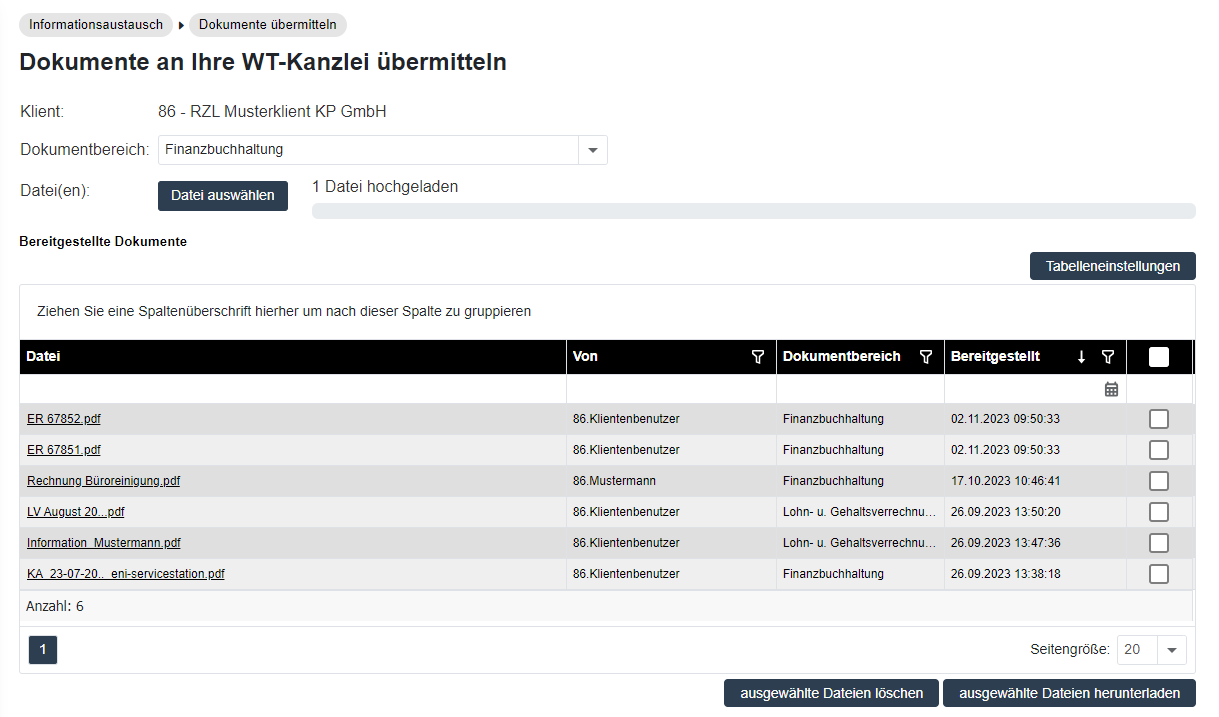 Informationsaustausch Dokumente übermitteln
Dokumente an Ihre WT-Kanzlei übermitteln
Klient: 86 - RZL Musterklient KP GmbH
Dokumentbereich: Finanzbuchhaltung
Datei(en): Datei auswählen 1 Datei hochgeladen
Bereitgestellte Dokumente
Tabelleneinstellungen
Ziehen Sie eine Spaltenüberschrift hierher um nach dieser Spalte zu gruppieren
Datei Von Dokumentbereich Bereitgestellt
ER 67852.pdf 86.Klientenbenutzer Finanzbuchhaltung 02.11.2023 09:50:33
ER 67851.pdf 86.Klientenbenutzer Finanzbuchhaltung 02.11.2023 09:50:33
Rechnung Büroreinigung.pdf 86.Mustermann Finanzbuchhaltung 17.10.2023 10:46:41
LV August 20...pdf 86.Klientenbenutzer Lohn- u. Gehaltsverrechnu... 26.09.2023 13:50:20
Information_Mustermann.pdf 86.Klientenbenutzer Lohn- u. Gehaltsverrechnu... 26.09.2023 13:47:36
KA_23-07-20.._eni-servicestation.pdf 86.Klientenbenutzer Finanzbuchhaltung 26.09.2023 13:38:18
Anzahl: 6
1 Seitengröße: 20
ausgewählte Dateien löschen ausgewählte Dateien herunterladen